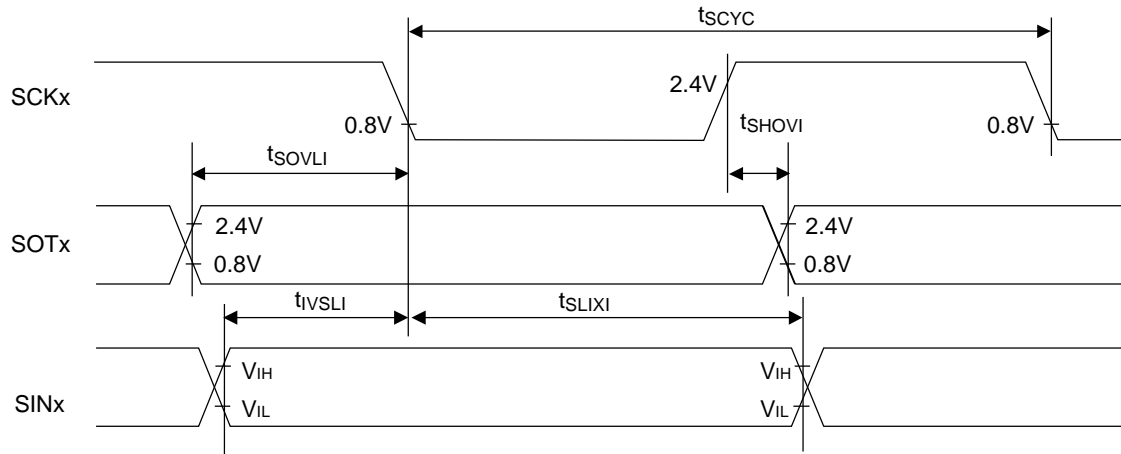 tSCYC
SCKx
2.4V
0.8V
tSHOVI
0.8V
tSOVLI
SOTx
2.4V
0.8V
2.4V
0.8V
tIVSLI
tSLIXI
SINx
VIH
VIL
VIH
VIL